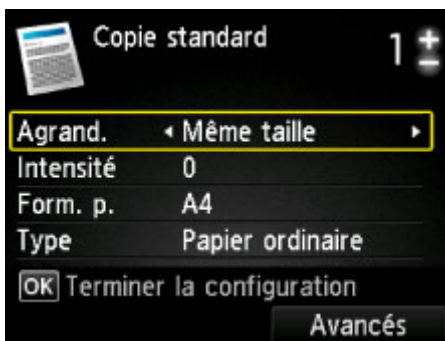 Copie standard 1
Agrand. Même taille
Intensité 0
Form. p. A4
Type Papier ordinaire
OK Terminer la configuration
Avancés